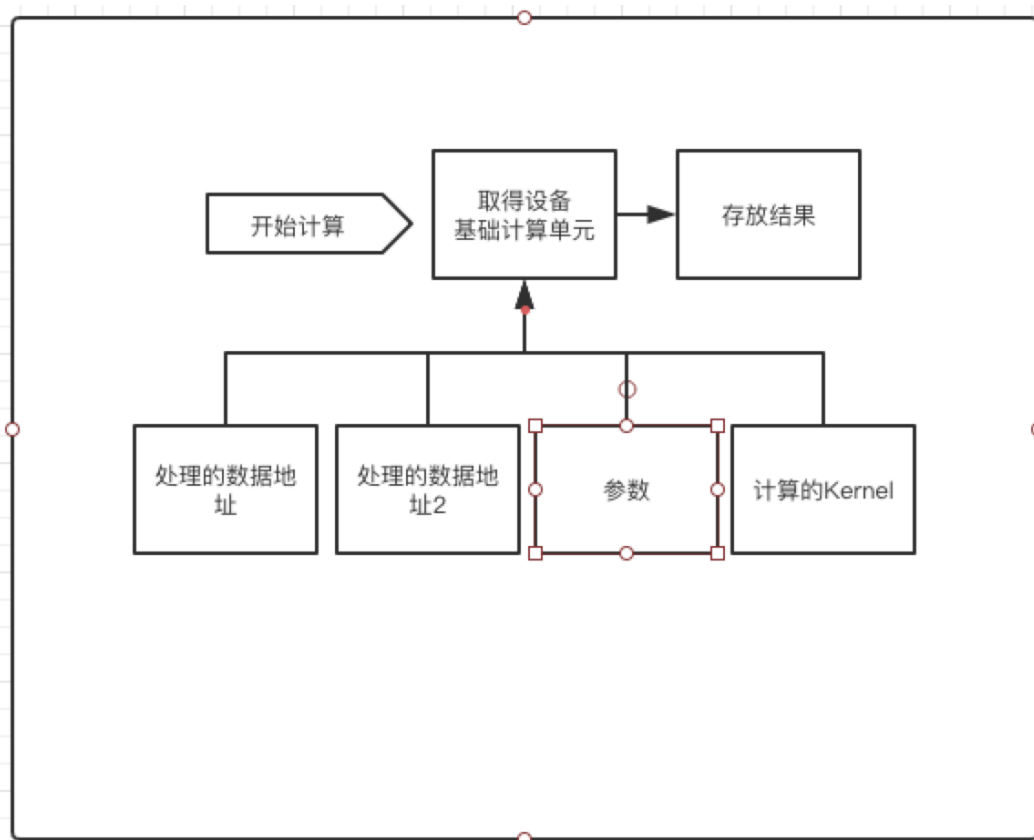 取得设备
基础计算单元
开始计算
存放结果
处理的数据地
址
处理的数据地
址2
参数
计算的Kernel